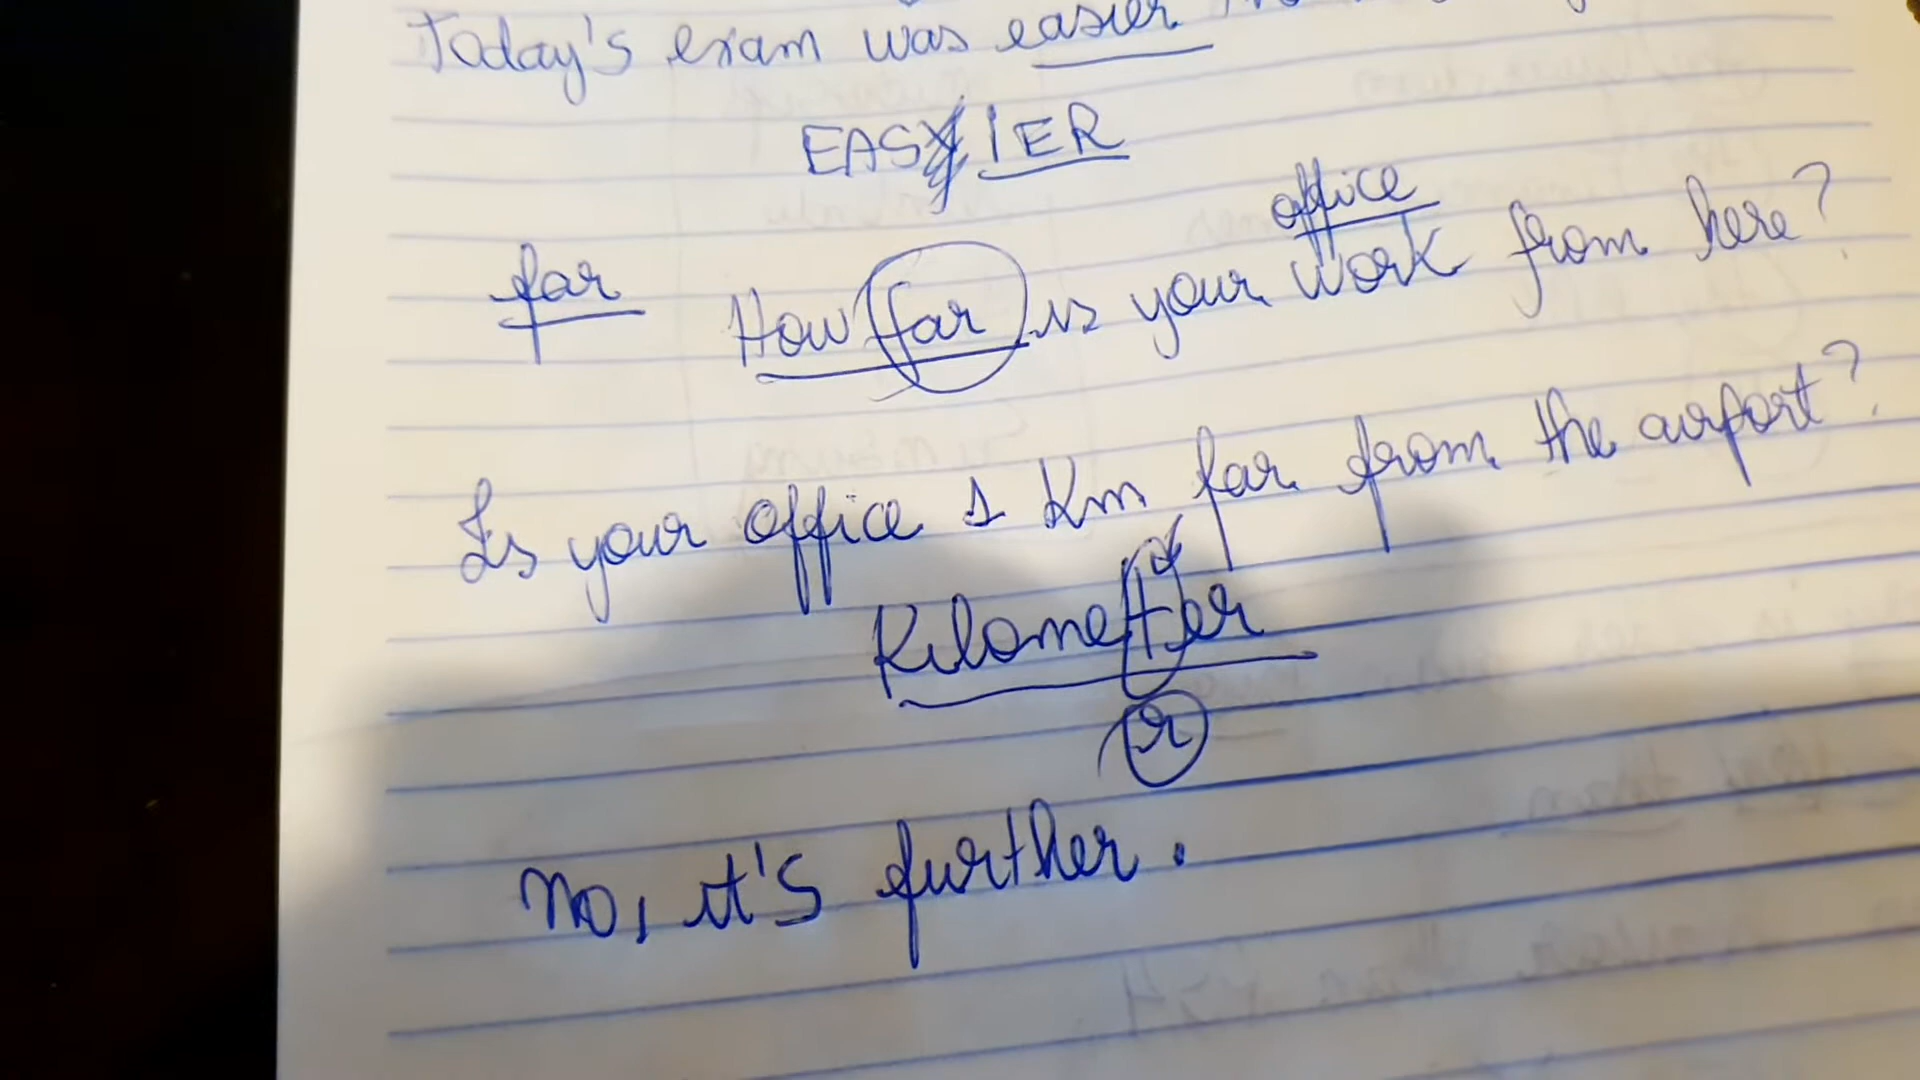 Today's exam was easier
EASYIER
office
far How far is your work from here?
Is your office 1 Km far from the airport?
Kilometer
No, it's further.